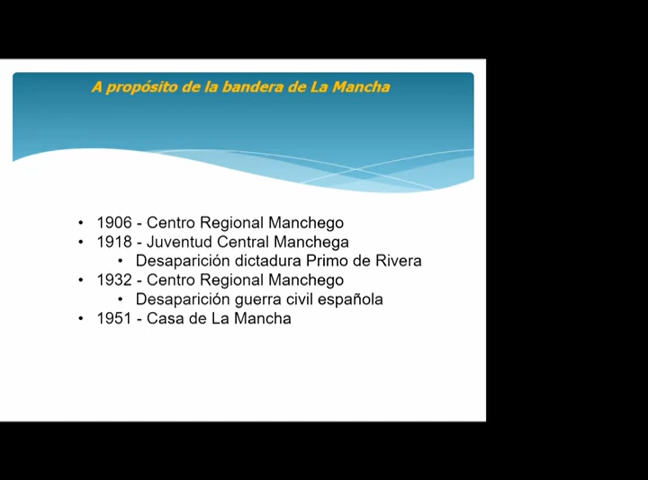 A propósito de la bandera de La Mancha
• 1906 - Centro Regional Manchego
• 1918 - Juventud Central Manchega
• Desaparición dictadura Primo de Rivera
• 1932 - Centro Regional Manchego
• Desaparición guerra civil española
• 1951 - Casa de La Mancha